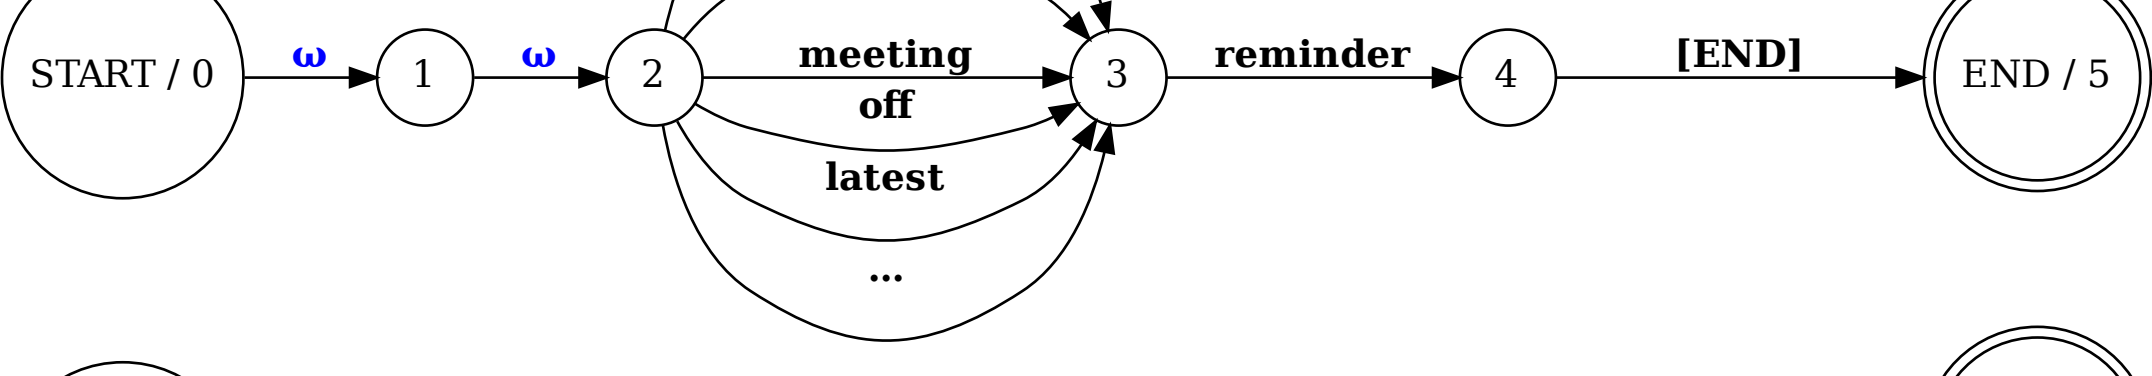 START / 0 ω 1 ω 2 meeting 3 reminder 4 [END] END / 5
off
latest
...